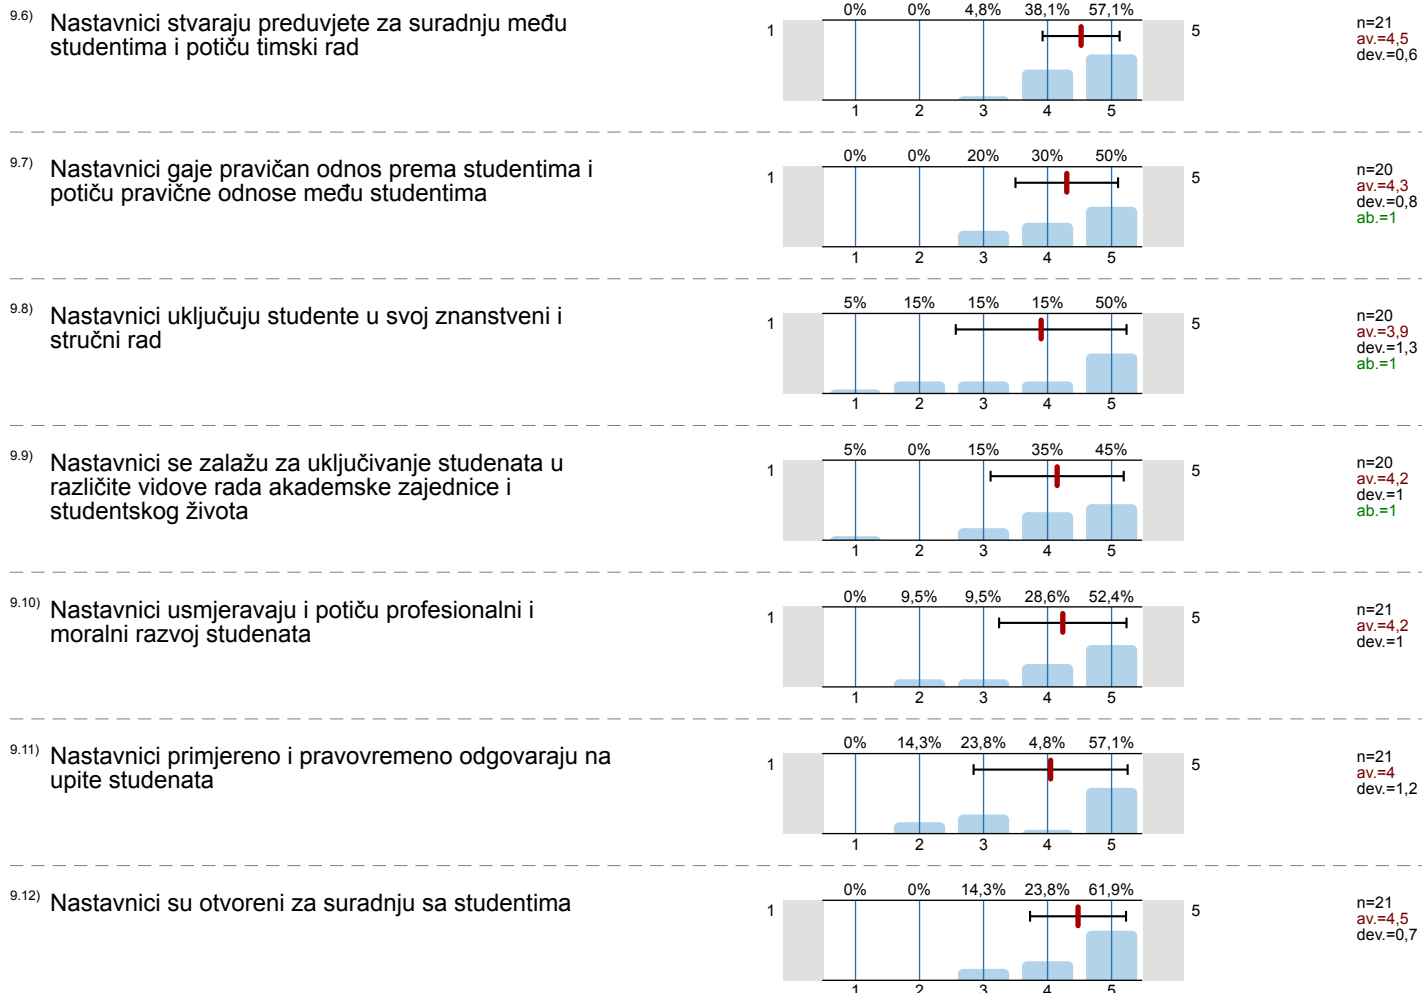 9.6) Nastavnici stvaraju preduvjete za suradnju među
studentima i potiču timski rad
0% 0% 4,8% 38,1% 57,1%
1 5
1 2 3 4 5
n=21
av.=4,5
dev.=0,6
9.7) Nastavnici gaje pravičan odnos prema studentima i
potiču pravične odnose među studentima
0% 0% 20% 30% 50%
1 5
1 2 3 4 5
n=20
av.=4,3
dev.=0,8
ab.=1
9.8) Nastavnici uključuju studente u svoj znanstveni i
stručni rad
5% 15% 15% 15% 50%
1 5
1 2 3 4 5
n=20
av.=3,9
dev.=1,3
ab.=1
9.9) Nastavnici se zalažu za uključivanje studenata u
različite vidove rada akademske zajednice i
studentskog života
5% 0% 15% 35% 45%
1 5
1 2 3 4 5
n=20
av.=4,2
dev.=1
ab.=1
9.10) Nastavnici usmjeravaju i potiču profesionalni i
moralni razvoj studenata
0% 9,5% 9,5% 28,6% 52,4%
1 5
1 2 3 4 5
n=21
av.=4,2
dev.=1
9.11) Nastavnici primjereno i pravovremeno odgovaraju na
upite studenata
0% 14,3% 23,8% 4,8% 57,1%
1 5
1 2 3 4 5
n=21
av.=4
dev.=1,2
9.12) Nastavnici su otvoreni za suradnju sa studentima
0% 0% 14,3% 23,8% 61,9%
1 5
1 2 3 4 5
n=21
av.=4,5
dev.=0,7